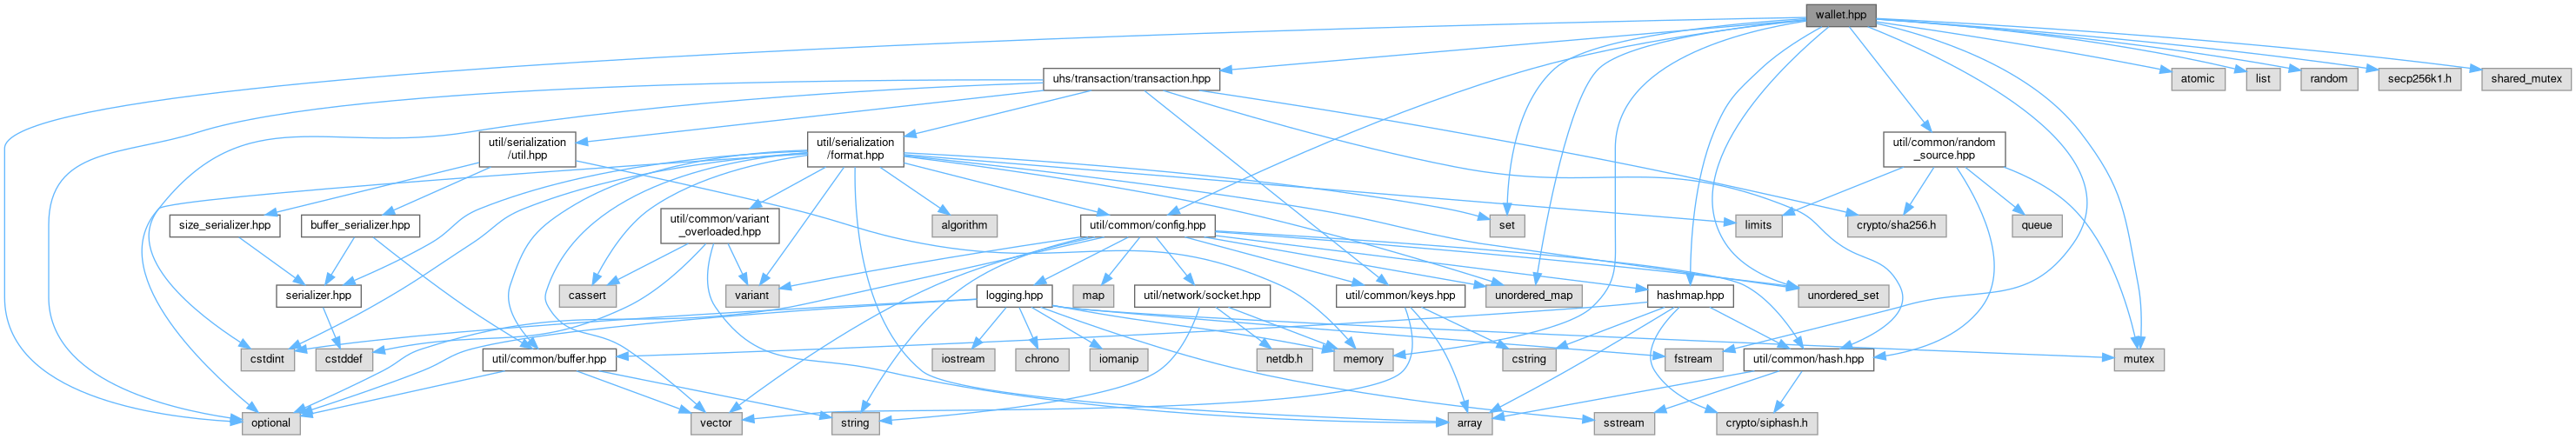 wallet.hpp
uhs/transaction/transaction.hpp
atomic
list
random
secp256k1.h
shared_mutex
util/serialization
/util.hpp
util/serialization
/format.hpp
util/common/random
_source.hpp
size_serializer.hpp
buffer_serializer.hpp
util/common/variant
_overloaded.hpp
algorithm
util/common/config.hpp
set
limits
crypto/sha256.h
queue
serializer.hpp
cassert
variant
logging.hpp
map
util/network/socket.hpp
util/common/keys.hpp
unordered_map
hashmap.hpp
unordered_set
cstdint
cstddef
util/common/buffer.hpp
iostream
chrono
iomanip
netdb.h
memory
cstring
fstream
util/common/hash.hpp
mutex
optional
vector
string
array
sstream
crypto/siphash.h